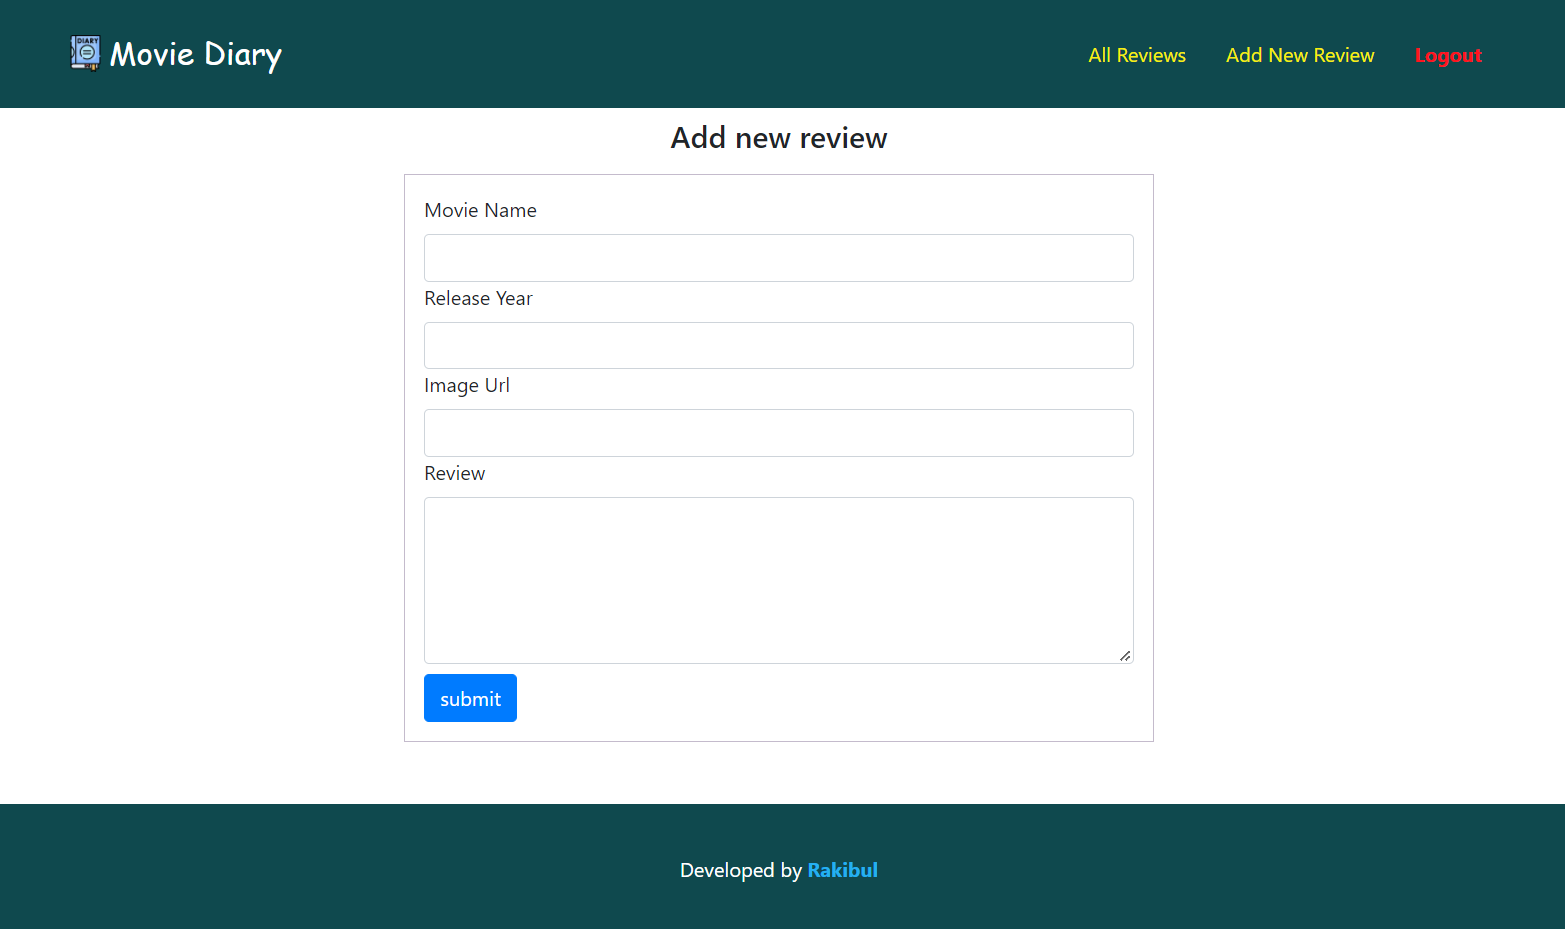 DIARY
Movie Diary
All Reviews
Add New Review
Logout
Add new review
Movie Name
Release Year
Image Url
Review
submit
Developed by Rakibul